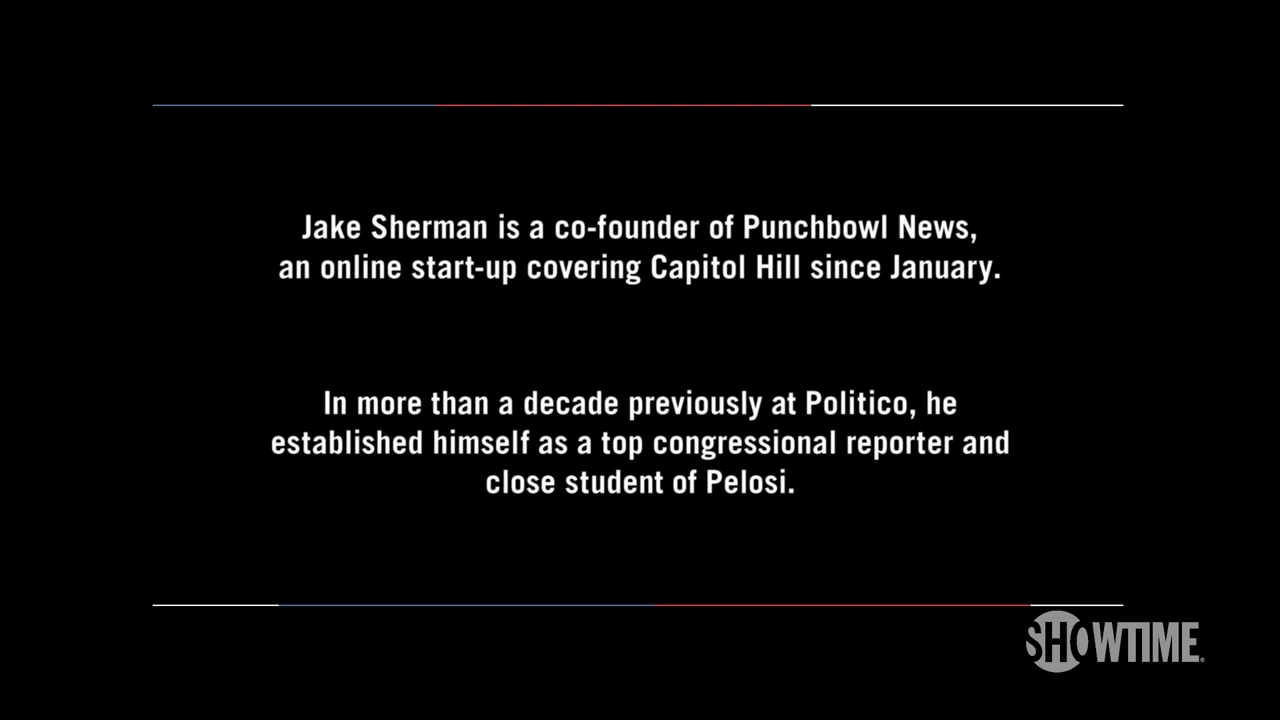 Jake Sherman is a co-founder of Punchbowl News,
an online start-up covering Capitol Hill since January.
In more than a decade previously at Politico, he
established himself as a top congressional reporter and
close student of Pelosi.
SHOWTIME®